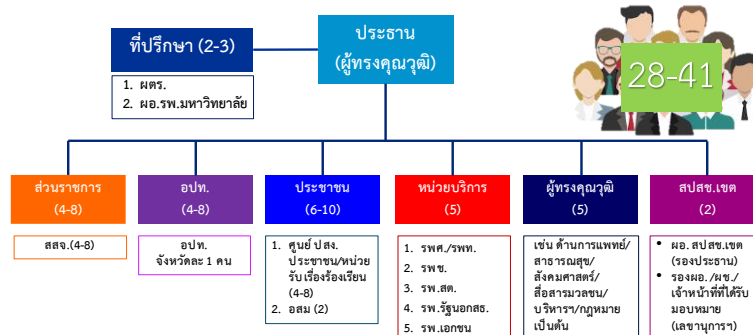 ที่ปรึกษา (2-3)
ประธาน
(ผู้ทรงคุณวุฒิ)
1. ผตร.
2. ผอ.รพ.มหาวิทยาลัย
28-41
ส่วนราชการ
(4-8)
สสจ.(4-8)
อปท.
(4-8)
อปท.
จังหวัดละ 1 คน
ประชาชน
(6-10)
1. ศูนย์ ปสง.
ประชาชน/หน่วย
รับเรื่องร้องเรียน
(4-8)
2. อสม (2)
หน่วยบริการ
(5)
1. รพศ./รพท.
2. รพช.
3. รพ.สต.
4. รพ.รัฐนอกสธ.
5. รพ.เอกชน
ผู้ทรงคุณวุฒิ
(5)
เช่น ด้านการแพทย์/
สาธารณสุข/
สังคมศาสตร์/
สื่อสารมวลชน/
บริหารฯ/กฎหมาย
เป็นต้น
สปสช.เขต
(2)
• ผอ. สปสช.เขต
(รองประธาน)
• รองผอ./ผช./
เจ้าหน้าที่ที่ได้รับ
มอบหมาย
(เลขานุการฯ)